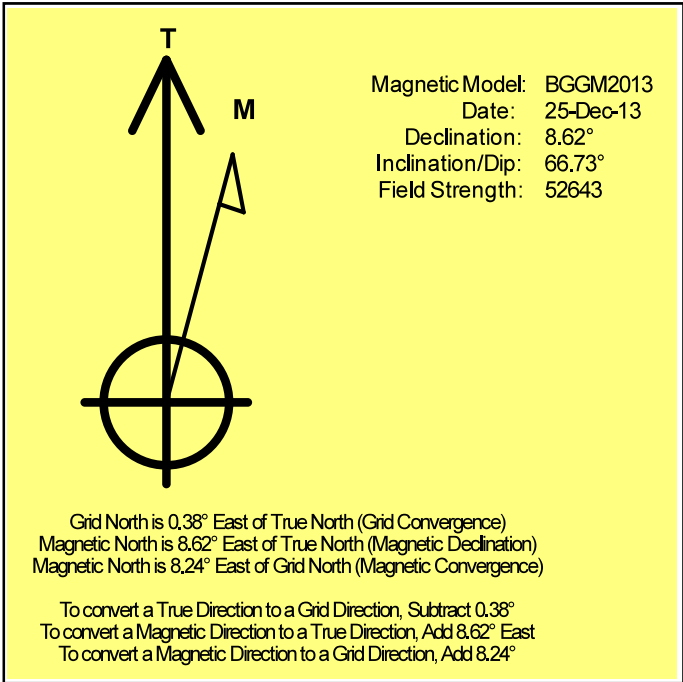 T
M
Magnetic Model: BGGM2013
Date: 25-Dec-13
Declination: 8.62°
Inclination/Dip: 66.73°
Field Strength: 52643
Grid North is 0.38° East of True North (Grid Convergence)
Magnetic North is 8.62° East of True North (Magnetic Declination)
Magnetic North is 8.24° East of Grid North (Magnetic Convergence)
To convert a True Direction to a Grid Direction, Subtract 0.38°
To convert a Magnetic Direction to a True Direction, Add 8.62° East
To convert a Magnetic Direction to a Grid Direction, Add 8.24°